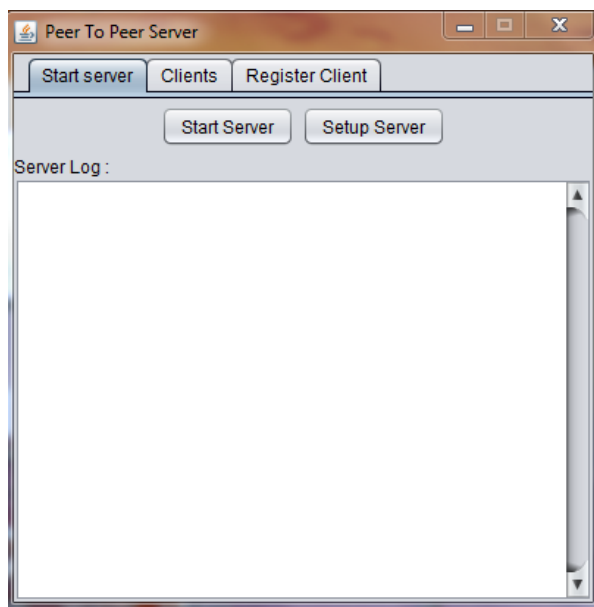 Peer To Peer Server
Start server Clients Register Client
Start Server Setup Server
Server Log :